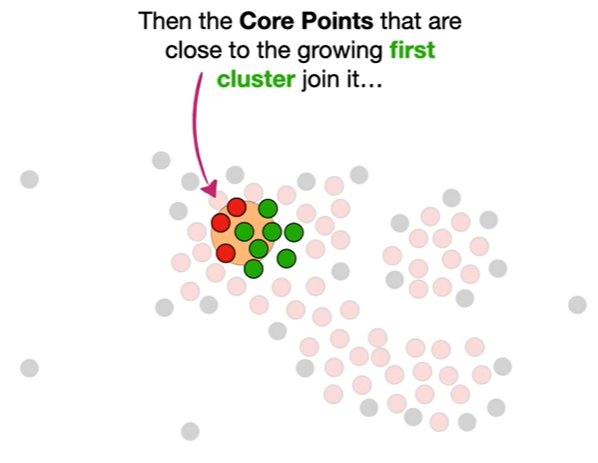 Then the Core Points that are
close to the growing first
cluster join it...